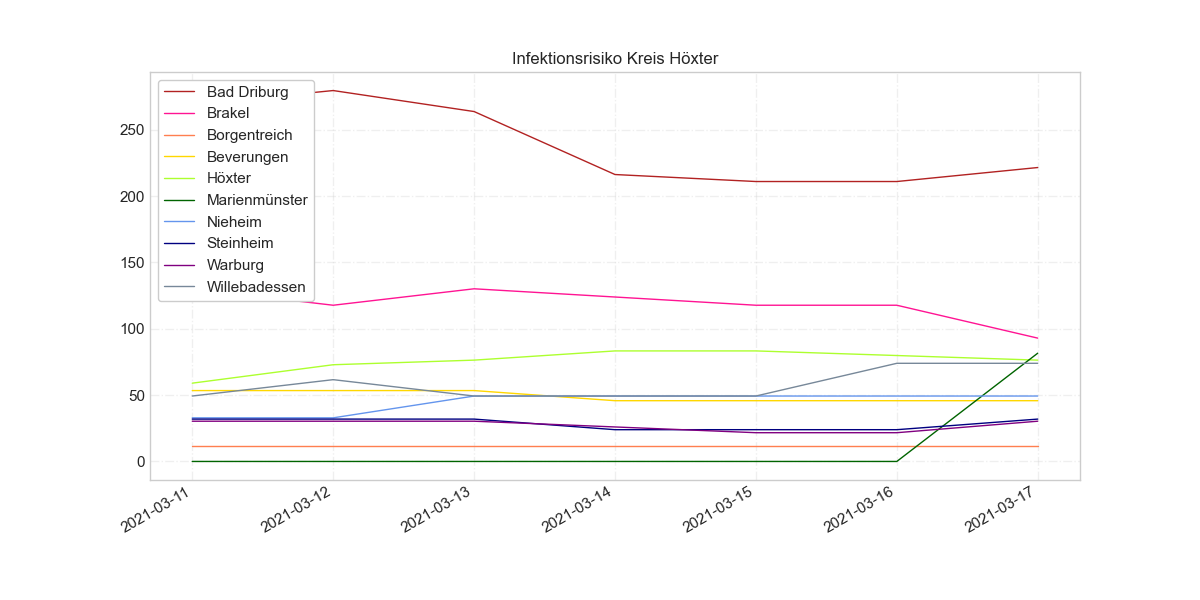 Infektionsrisiko Kreis Höxter
Bad Driburg
Brakel
Borgentreich
Beverungen
Höxter
Marienmünster
Nieheim
Steinheim
Warburg
Willebadessen
250
200
150
100
50
0
2021-03-11
2021-03-12
2021-03-13
2021-03-14
2021-03-15
2021-03-16
2021-03-17